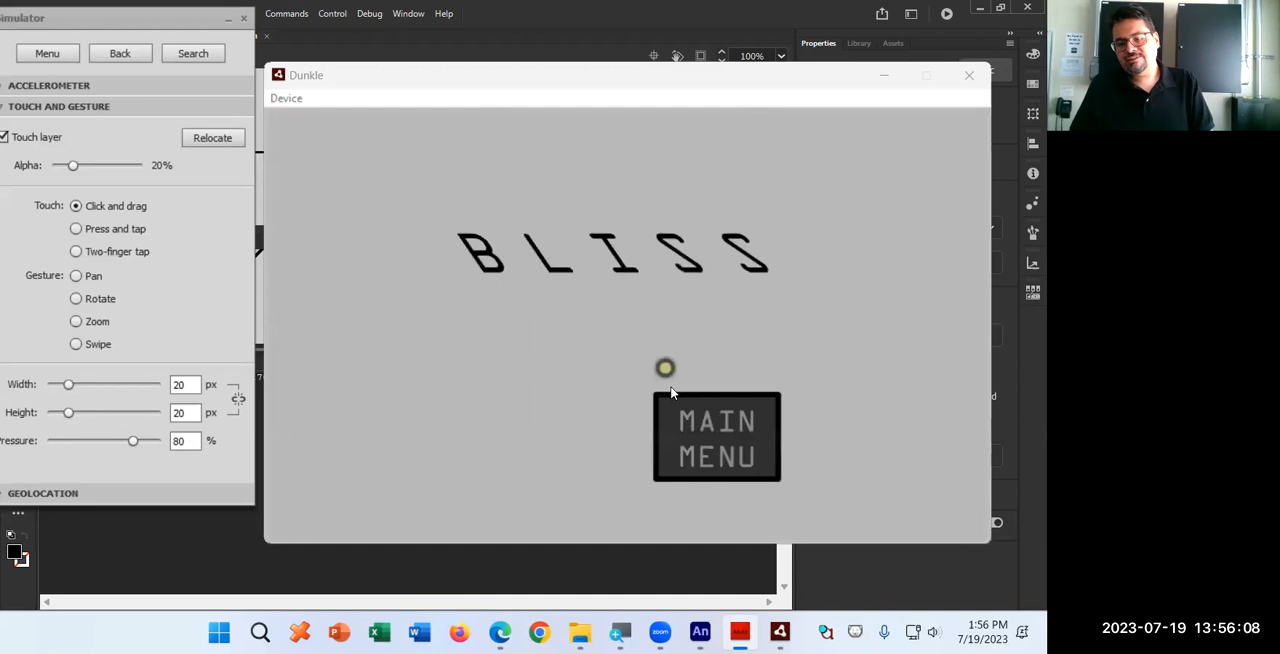 Simulator
Commands Control Debug Window Help
Menu Back Search
100%
Properties Library Assets
ACCELEROMETER
TOUCH AND GESTURE
Dunkle
Device
Touch layer
Relocate
Alpha: 20%
Touch: Click and drag
Press and tap
Two-finger tap
Gesture: Pan
Rotate
Zoom
Swipe
Width: 20 px
Height: 20 px
Pressure: 80 %
GEOLOCATION
BLISS
MAIN
MENU
zoom
An
1:56 PM
7/19/2023
2023-07-19 13:56:08